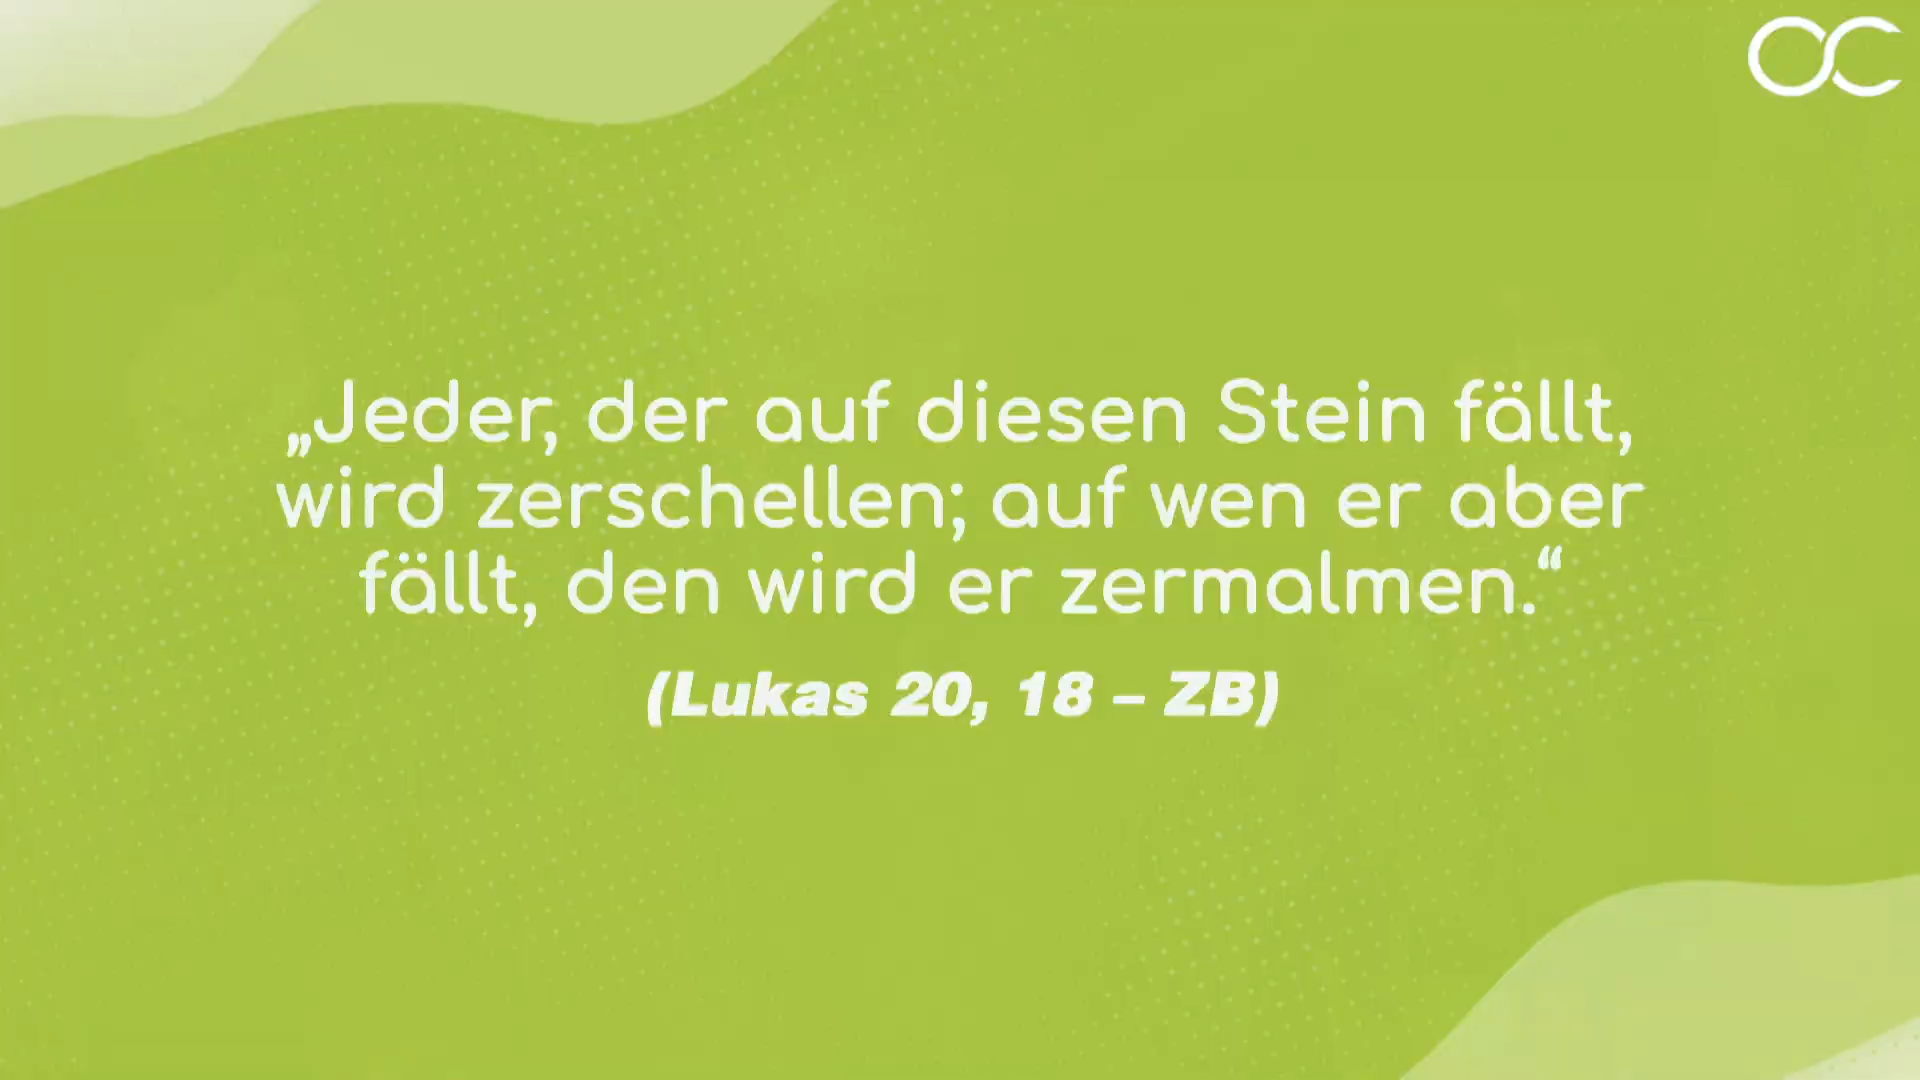 OC
„Jeder, der auf diesen Stein fällt,
wird zerschellen; auf wen er aber
fällt, den wird er zermalmen.“
(Lukas 20, 18 – ZB)